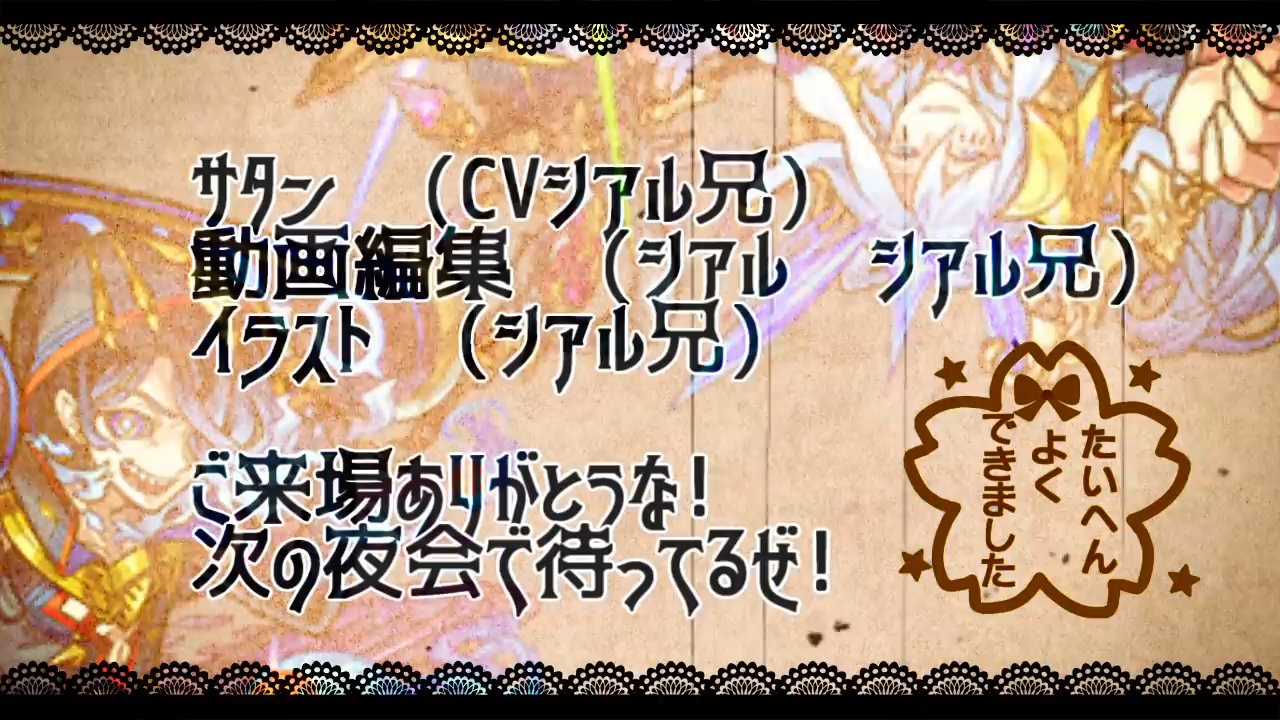 サタン　（CVシアル兄）
動画編集　（シアル　シアル兄）
イラスト　（シアル兄）
ご来場ありがとうな！
次の夜会で待ってるぜ！
たいへん
よく
できました